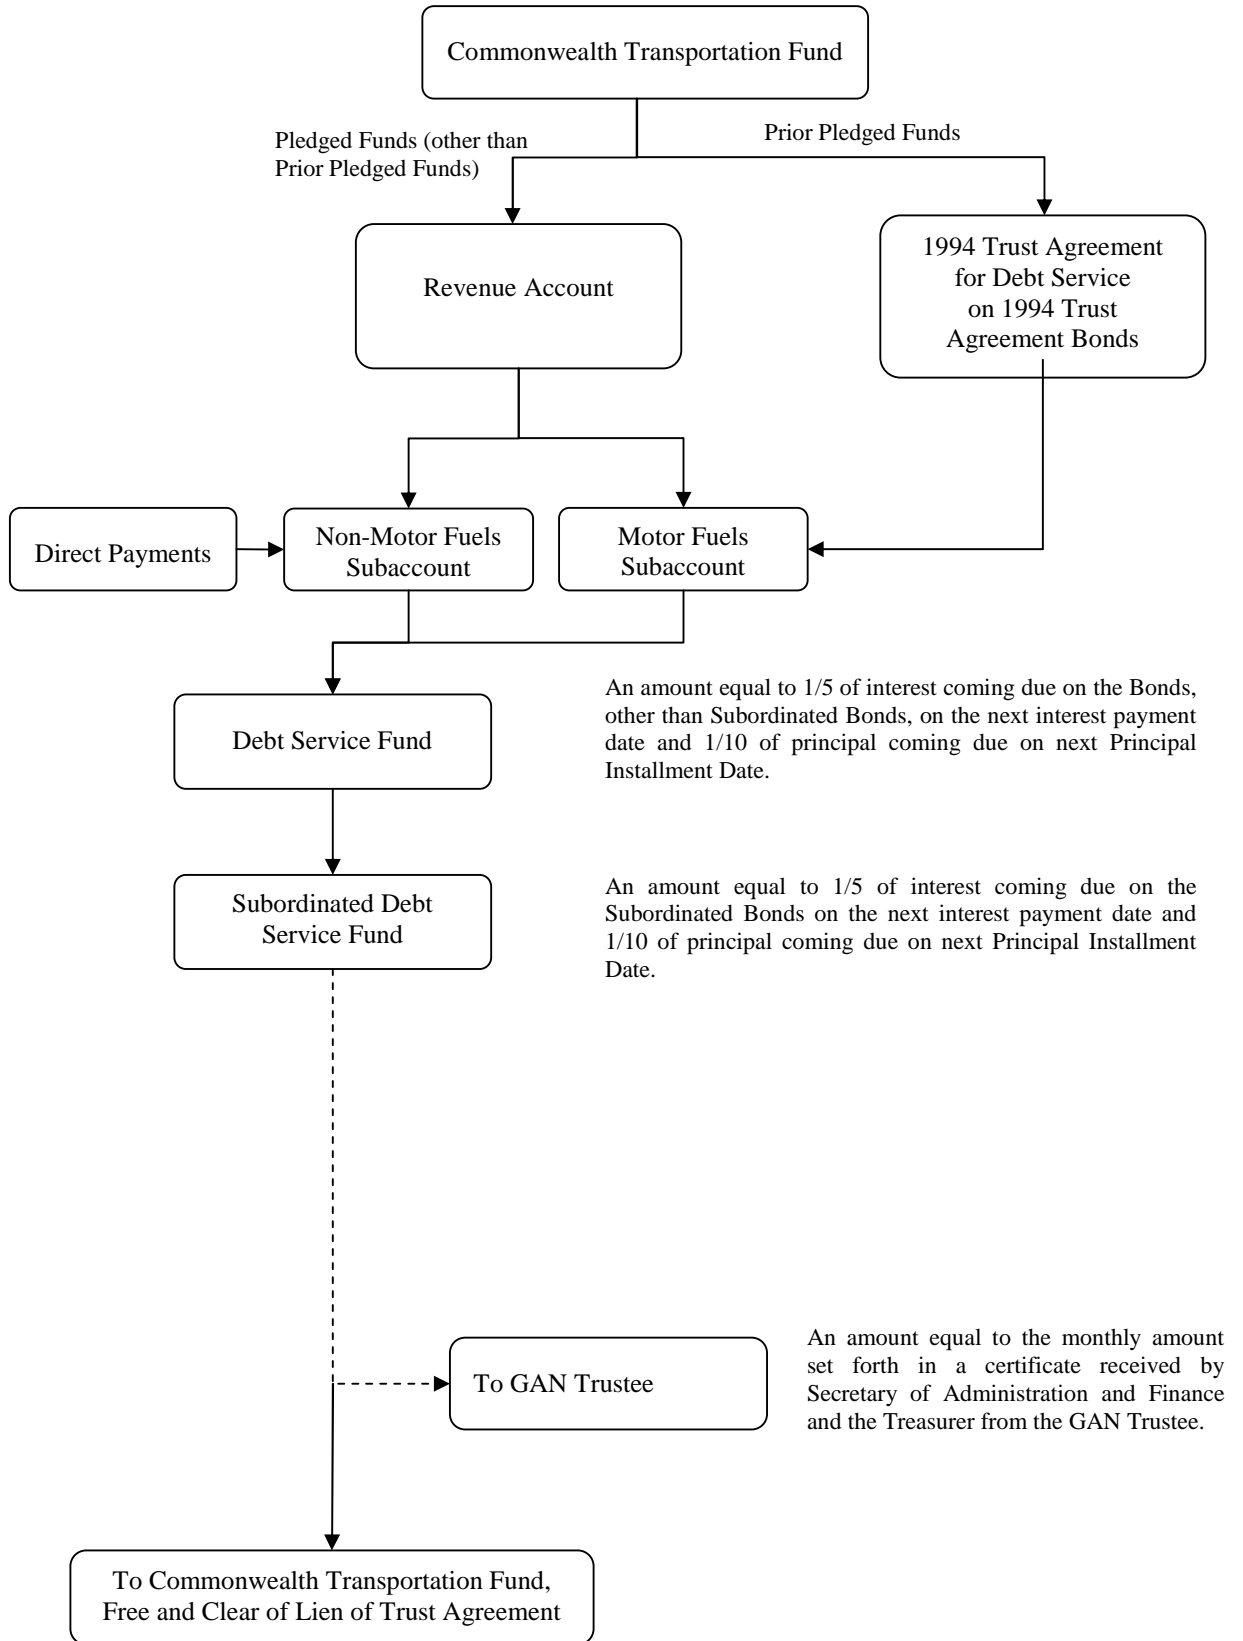 Commonwealth Transportation Fund
Pledged Funds (other than
Prior Pledged Funds)
Prior Pledged Funds
Revenue Account
1994 Trust Agreement
for Debt Service
on 1994 Trust
Agreement Bonds
Direct Payments
Non-Motor Fuels
Subaccount
Motor Fuels
Subaccount
Debt Service Fund
An amount equal to 1/5 of interest coming due on the Bonds,
other than Subordinated Bonds, on the next interest payment
date and 1/10 of principal coming due on next Principal
Installment Date.
Subordinated Debt
Service Fund
An amount equal to 1/5 of interest coming due on the
Subordinated Bonds on the next interest payment date and
1/10 of principal coming due on next Principal Installment
Date.
To GAN Trustee
An amount equal to the monthly amount
set forth in a certificate received by
Secretary of Administration and Finance
and the Treasurer from the GAN Trustee.
To Commonwealth Transportation Fund,
Free and Clear of Lien of Trust Agreement